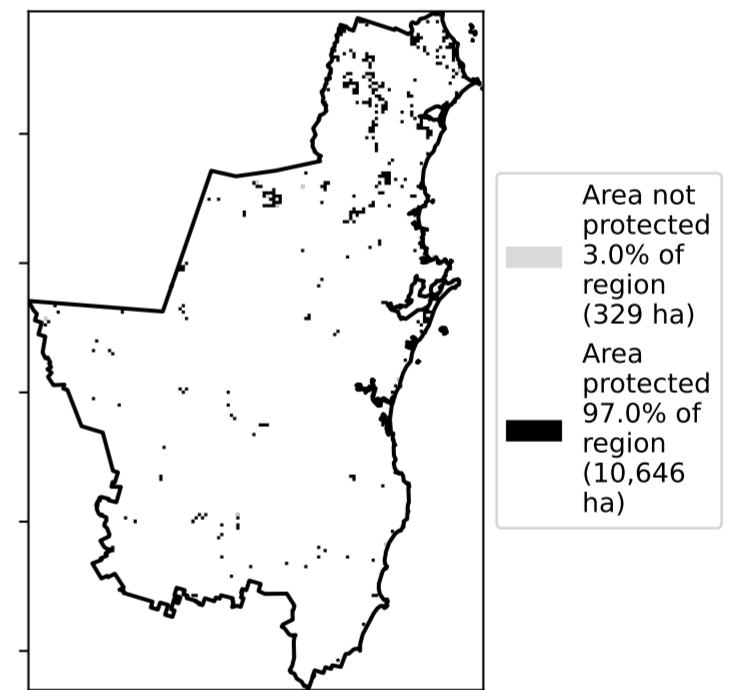 Area not
protected
3.0% of
region
(329 ha)
Area
protected
97.0% of
region
(10,646
ha)